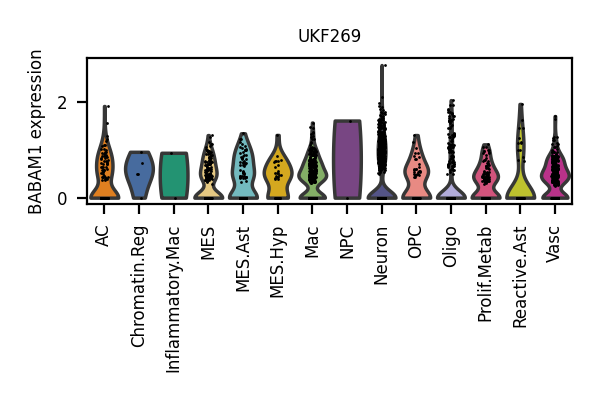 UKF269
BABAM1 expression
2
0
AC
Chromatin.Reg
Inflammatory.Mac
MES
MES.Ast
MES.Hyp
Mac
NPC
Neuron
OPC
Oligo
Prolif.Metab
Reactive.Ast
Vasc